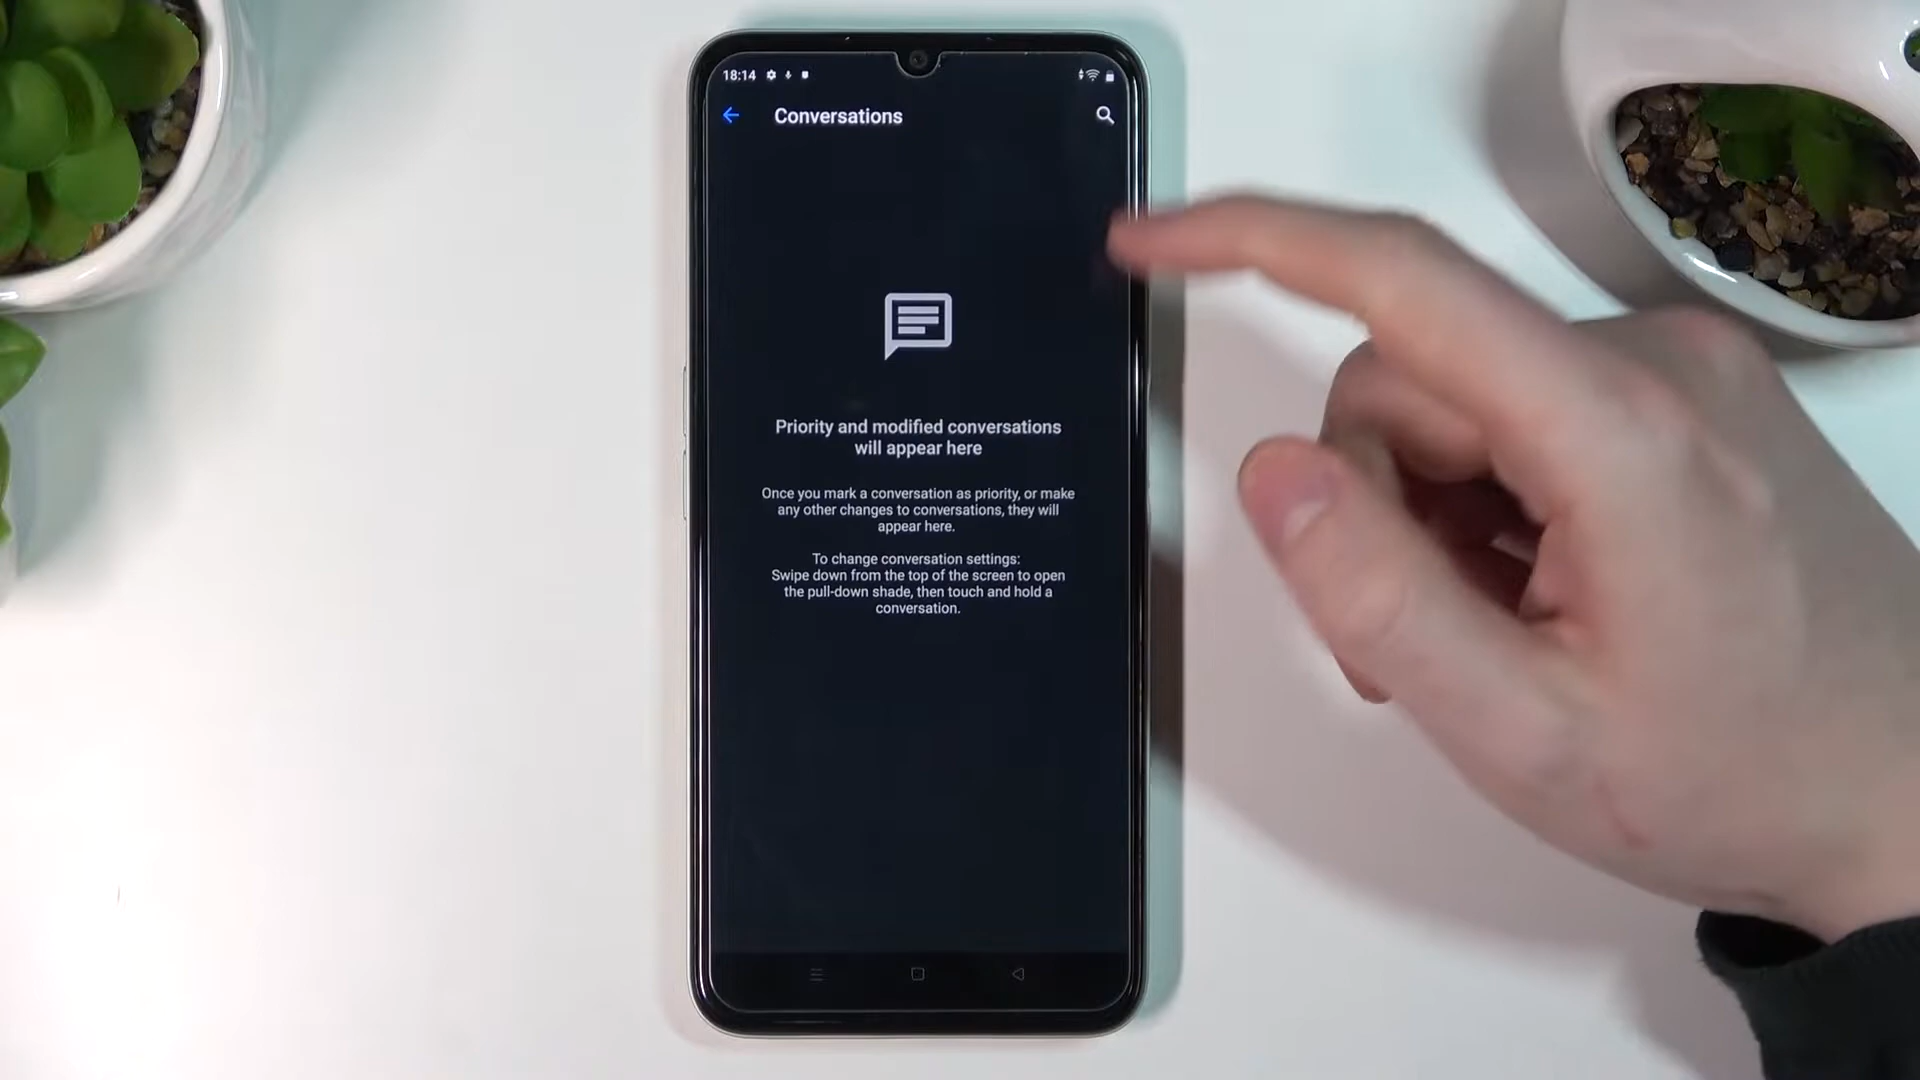 18:14
Conversations
Priority and modified conversations
will appear here
Once you mark a conversation as priority, or make
any other changes to conversations, they will
appear here.
To change conversation settings:
Swipe down from the top of the screen to open
the pull-down shade, then touch and hold a
conversation.